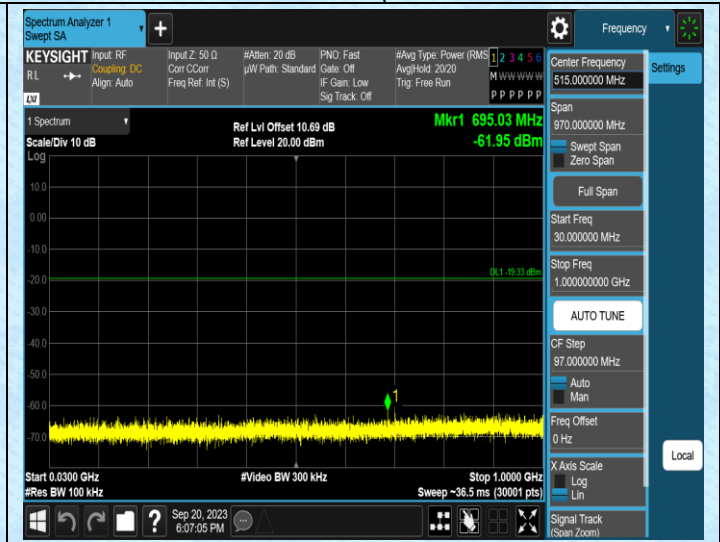 Spectrum Analyzer 1
Swept SA
+
Frequency
KEYSIGHT
RL
LXI
Input: RF
Coupling: DC
Align: Auto
Input Z: 50 Ω
Corr CCorr
Freq Ref: Int (S)
#Atten: 20 dB
µW Path: Standard
PNO: Fast
Gate: Off
IF Gain: Low
Sig Track: Off
#Avg Type: Power (RMS
Avg|Hold: 20/20
Trig: Free Run
1 2 3 4 5 6
M W W W W W
P P P P P P
Center Frequency
515.000000 MHz
Settings
1 Spectrum
Scale/Div 10 dB
Ref Lvl Offset 10.69 dB
Ref Level 20.00 dBm
Mkr1 695.03 MHz
-61.95 dBm
Log
10.0
0.00
-10.0
-20.0
-30.0
-40.0
-50.0
-60.0
-70.0
DL1 -19.33 dBm
1
Start 0.0300 GHz
#Res BW 100 kHz
#Video BW 300 kHz
Stop 1.0000 GHz
Sweep ~36.5 ms (30001 pts)
Span
970.000000 MHz
Swept Span
Zero Span
Full Span
Start Freq
30.000000 MHz
Stop Freq
1.000000000 GHz
AUTO TUNE
CF Step
97.000000 MHz
Auto
Man
Freq Offset
0 Hz
X Axis Scale
Log
Lin
Signal Track
(Span Zoom)
Local
?
Sep 20, 2023
6:07:05 PM